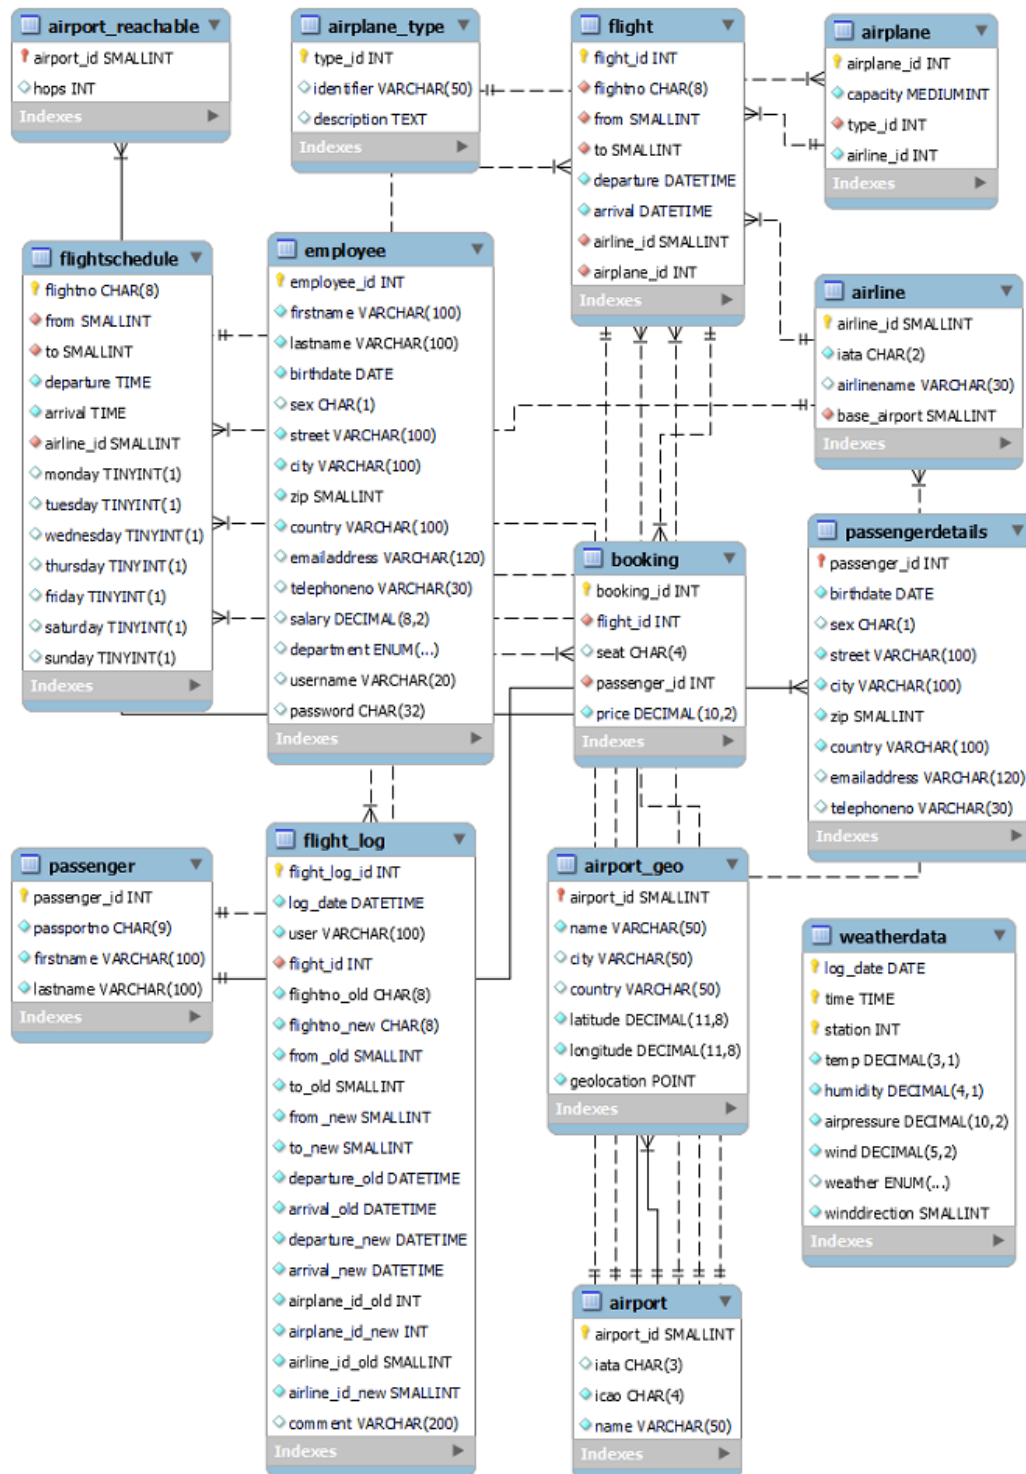 airport_reachable
airport_id SMALLINT
hops INT
Indexes
airplane_type
type_id INT
identifier VARCHAR(50)
description TEXT
Indexes
flight
flight_id INT
flightno CHAR(8)
from SMALLINT
to SMALLINT
departure DATETIME
arrival DATETIME
airline_id SMALLINT
airplane_id INT
Indexes
airplane
airplane_id INT
capacity MEDIUMINT
type_id INT
airline_id INT
Indexes
flightschedule
flightno CHAR(8)
from SMALLINT
to SMALLINT
departure TIME
arrival TIME
airline_id SMALLINT
monday TINYINT(1)
tuesday TINYINT(1)
wednesday TINYINT(1)
thursday TINYINT(1)
friday TINYINT(1)
saturday TINYINT(1)
sunday TINYINT(1)
Indexes
employee
employee_id INT
firstname VARCHAR(100)
lastname VARCHAR(100)
birthdate DATE
sex CHAR(1)
street VARCHAR(100)
city VARCHAR(100)
zip SMALLINT
country VARCHAR(100)
emailaddress VARCHAR(120)
telephoneno VARCHAR(30)
salary DECIMAL(8,2)
department ENUM(...)
username VARCHAR(20)
password CHAR(32)
Indexes
airline
airline_id SMALLINT
iata CHAR(2)
airlinename VARCHAR(30)
base_airport SMALLINT
Indexes
booking
booking_id INT
flight_id INT
seat CHAR(4)
passenger_id INT
price DECIMAL(10,2)
Indexes
passengerdetails
passenger_id INT
birthdate DATE
sex CHAR(1)
street VARCHAR(100)
city VARCHAR(100)
zip SMALLINT
country VARCHAR(100)
emailaddress VARCHAR(120)
telephoneno VARCHAR(30)
Indexes
passenger
passenger_id INT
passportno CHAR(9)
firstname VARCHAR(100)
lastname VARCHAR(100)
Indexes
flight_log
flight_log_id INT
log_date DATETIME
user VARCHAR(100)
flight_id INT
flightno_old CHAR(8)
flightno_new CHAR(8)
from_old SMALLINT
to_old SMALLINT
from_new SMALLINT
to_new SMALLINT
departure_old DATETIME
arrival_old DATETIME
departure_new DATETIME
arrival_new DATETIME
airplane_id_old INT
airplane_id_new INT
airline_id_old SMALLINT
airline_id_new SMALLINT
comment VARCHAR(200)
Indexes
airport_geo
airport_id SMALLINT
name VARCHAR(50)
city VARCHAR(50)
country VARCHAR(50)
latitude DECIMAL(11,8)
longitude DECIMAL(11,8)
geolocation POINT
Indexes
weatherdata
log_date DATE
time TIME
station INT
temp DECIMAL(3,1)
humidity DECIMAL(4,1)
airpressure DECIMAL(10,2)
wind DECIMAL(5,2)
weather ENUM(...)
winddirection SMALLINT
Indexes
airport
airport_id SMALLINT
iata CHAR(3)
icao CHAR(4)
name VARCHAR(50)
Indexes